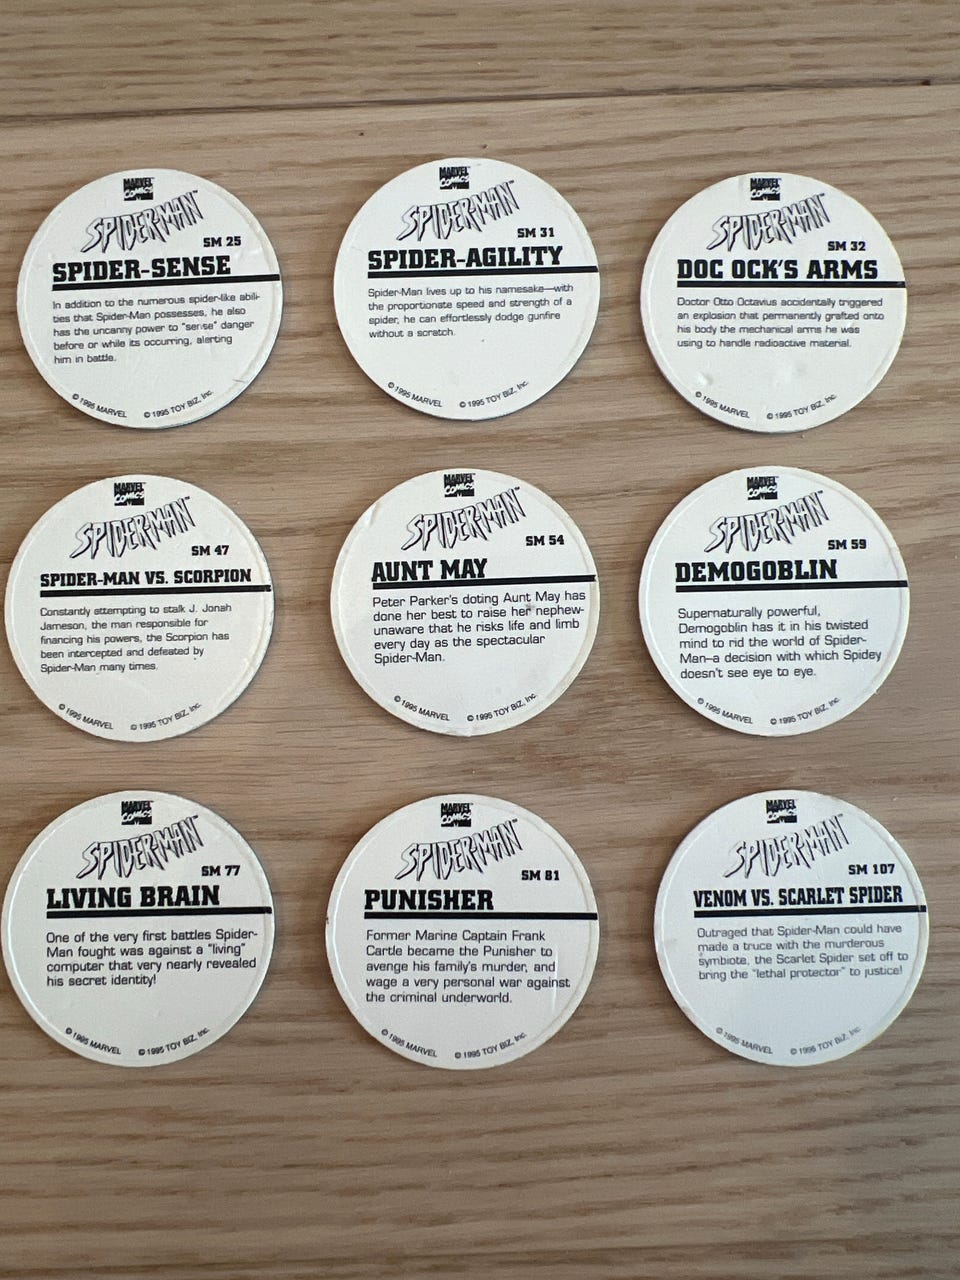 MARVEL
COMICS
SPIDER-MAN™
SM 25
SPIDER-SENSE
In addition to the numerous spider-like abili-
ties that Spider-Man possesses, he also
has the uncanny power to "sense" danger
before or while its occurring, alerting
him in battle.
© 1995 MARVEL © 1995 TOY BIZ, Inc.
MARVEL
COMICS
SPIDER-MAN™
SM 31
SPIDER-AGILITY
Spider-Man lives up to his namesake—with
the proportionate speed and strength of a
spider, he can effortlessly dodge gunfire
without a scratch.
© 1995 MARVEL © 1995 TOY BIZ, Inc.
MARVEL
COMICS
SPIDER-MAN™
SM 32
DOC OCK'S ARMS
Doctor Otto Octavius accidentally triggered
an explosion that permanently grafted onto
his body the mechanical arms he was
using to handle radioactive material.
© 1995 MARVEL © 1995 TOY BIZ, Inc.
MARVEL
COMICS
SPIDER-MAN™
SM 47
SPIDER-MAN VS. SCORPION
Constantly attempting to stalk J. Jonah
Jameson, the man responsible for
financing his powers, the Scorpion has
been intercepted and defeated by
Spider-Man many times.
© 1995 MARVEL © 1995 TOY BIZ, Inc.
MARVEL
COMICS
SPIDER-MAN™
SM 54
AUNT MAY
Peter Parker's doting Aunt May has
done her best to raise her nephew-
unaware that he risks life and limb
every day as the spectacular
Spider-Man.
© 1995 MARVEL © 1995 TOY BIZ, Inc.
MARVEL
COMICS
SPIDER-MAN™
SM 59
DEMOGOBLIN
Supernaturally powerful,
Demogoblin has it in his twisted
mind to rid the world of Spider-
Man—a decision with which Spidey
doesn't see eye to eye.
© 1995 MARVEL © 1995 TOY BIZ, Inc.
MARVEL
COMICS
SPIDER-MAN™
SM 77
LIVING BRAIN
One of the very first battles Spider-
Man fought was against a "living"
computer that very nearly revealed
his secret identity!
© 1995 MARVEL © 1995 TOY BIZ, Inc.
MARVEL
COMICS
SPIDER-MAN™
SM 81
PUNISHER
Former Marine Captain Frank
Cartle became the Punisher to
avenge his family's murder, and
wage a very personal war against
the criminal underworld.
© 1995 MARVEL © 1995 TOY BIZ, Inc.
MARVEL
COMICS
SPIDER-MAN™
SM 107
VENOM VS. SCARLET SPIDER
Outraged that Spider-Man could have
made a truce with the murderous
symbiote, the Scarlet Spider set off to
bring the "lethal protector" to justice!
© 1995 MARVEL © 1995 TOY BIZ, Inc.